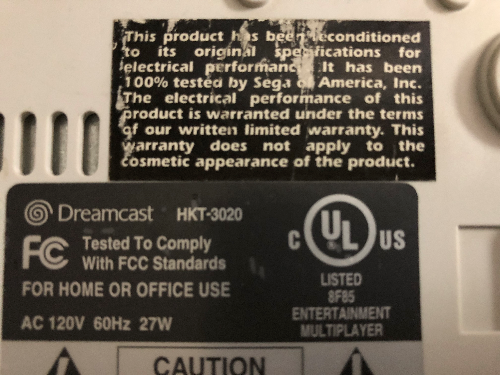 This product has been reconditioned
to its original specifications for
electrical performance. It has been
100% tested by Sega of America, Inc.
The electrical performance of this
product is warranted under the terms
of our written limited warranty. This
warranty does not apply to the
cosmetic appearance of the product.
Dreamcast HKT-3020
FC Tested To Comply
With FCC Standards
FOR HOME OR OFFICE USE
AC 120V 60Hz 27W
C UL US
LISTED
8F85
ENTERTAINMENT
MULTIPLAYER
CAUTION